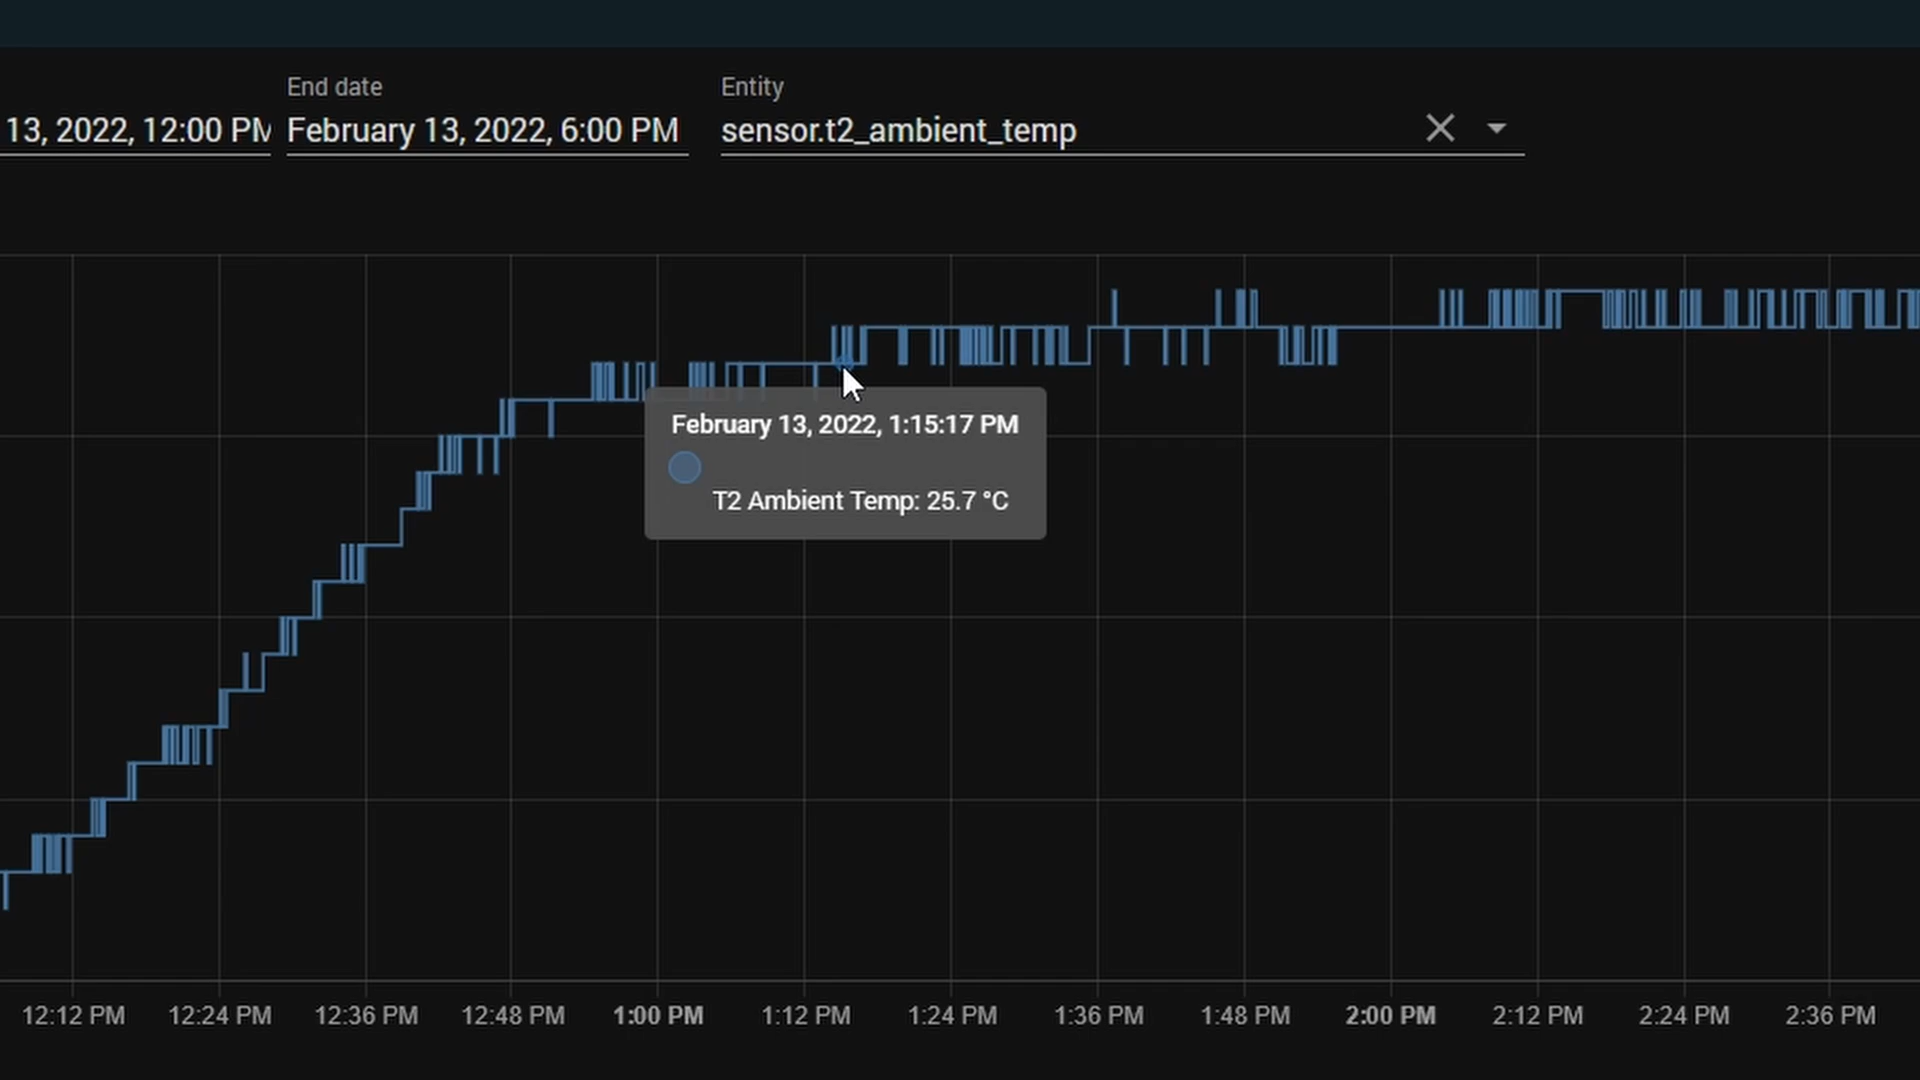 End date
Entity
13, 2022, 12:00 PM
February 13, 2022, 6:00 PM
sensor.t2_ambient_temp
February 13, 2022, 1:15:17 PM
T2 Ambient Temp: 25.7 °C
12:12 PM
12:24 PM
12:36 PM
12:48 PM
1:00 PM
1:12 PM
1:24 PM
1:36 PM
1:48 PM
2:00 PM
2:12 PM
2:24 PM
2:36 PM